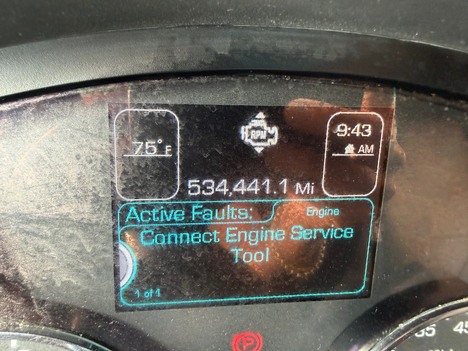 RPM
75°F
9:43
AM
534,441.1 Mi
Active Faults:
Engine
Connect Engine Service
Tool
1 of 1
P
35 45